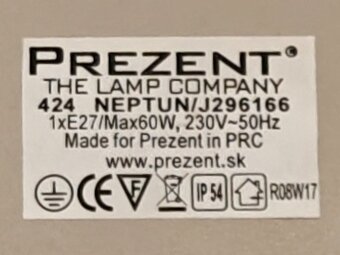 PREZENT®
THE LAMP COMPANY
424 NEPTUN/J296166
1xE27/Max60W, 230V~50Hz
Made for Prezent in PRC
www.prezent.sk
CE F IP 54 R08W17